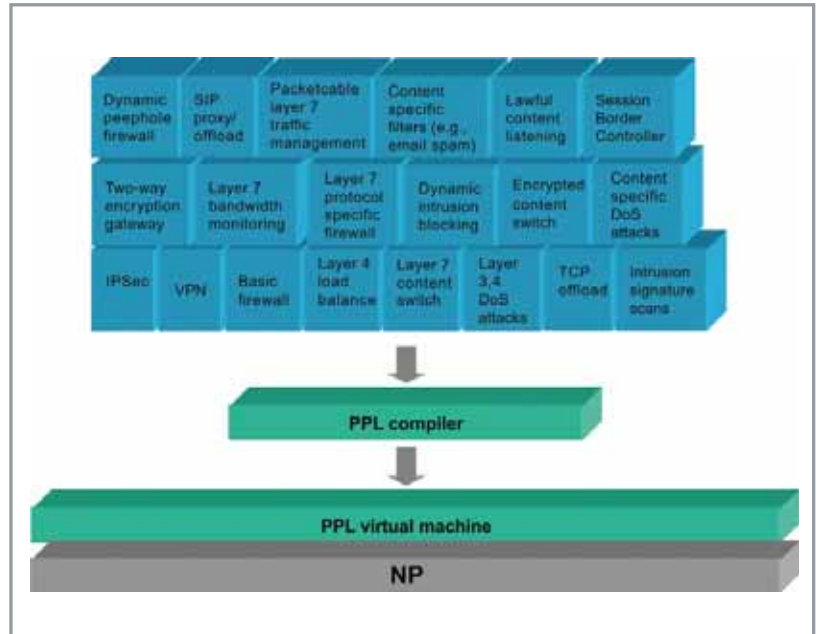 Dynamic
peephole
firewall
SIP
proxy/
offload
Packetcable
layer 7
traffic
management
Content
specific
filters (e.g.,
email spam)
Lawful
content
listening
Session
Border
Controller
Two-way
encryption
gateway
Layer 7
bandwidth
monitoring
Layer 7
protocol
specific
firewall
Dynamic
intrusion
blocking
Encrypted
content
switch
Content
specific
DoS
attacks
IPSec
VPN
Basic
firewall
Layer 4
load
balance
Layer 7
content
switch
Layer
3,4
DoS
attacks
TCP
offload
Intrusion
signature
scans
PPL compiler
PPL virtual machine
NP